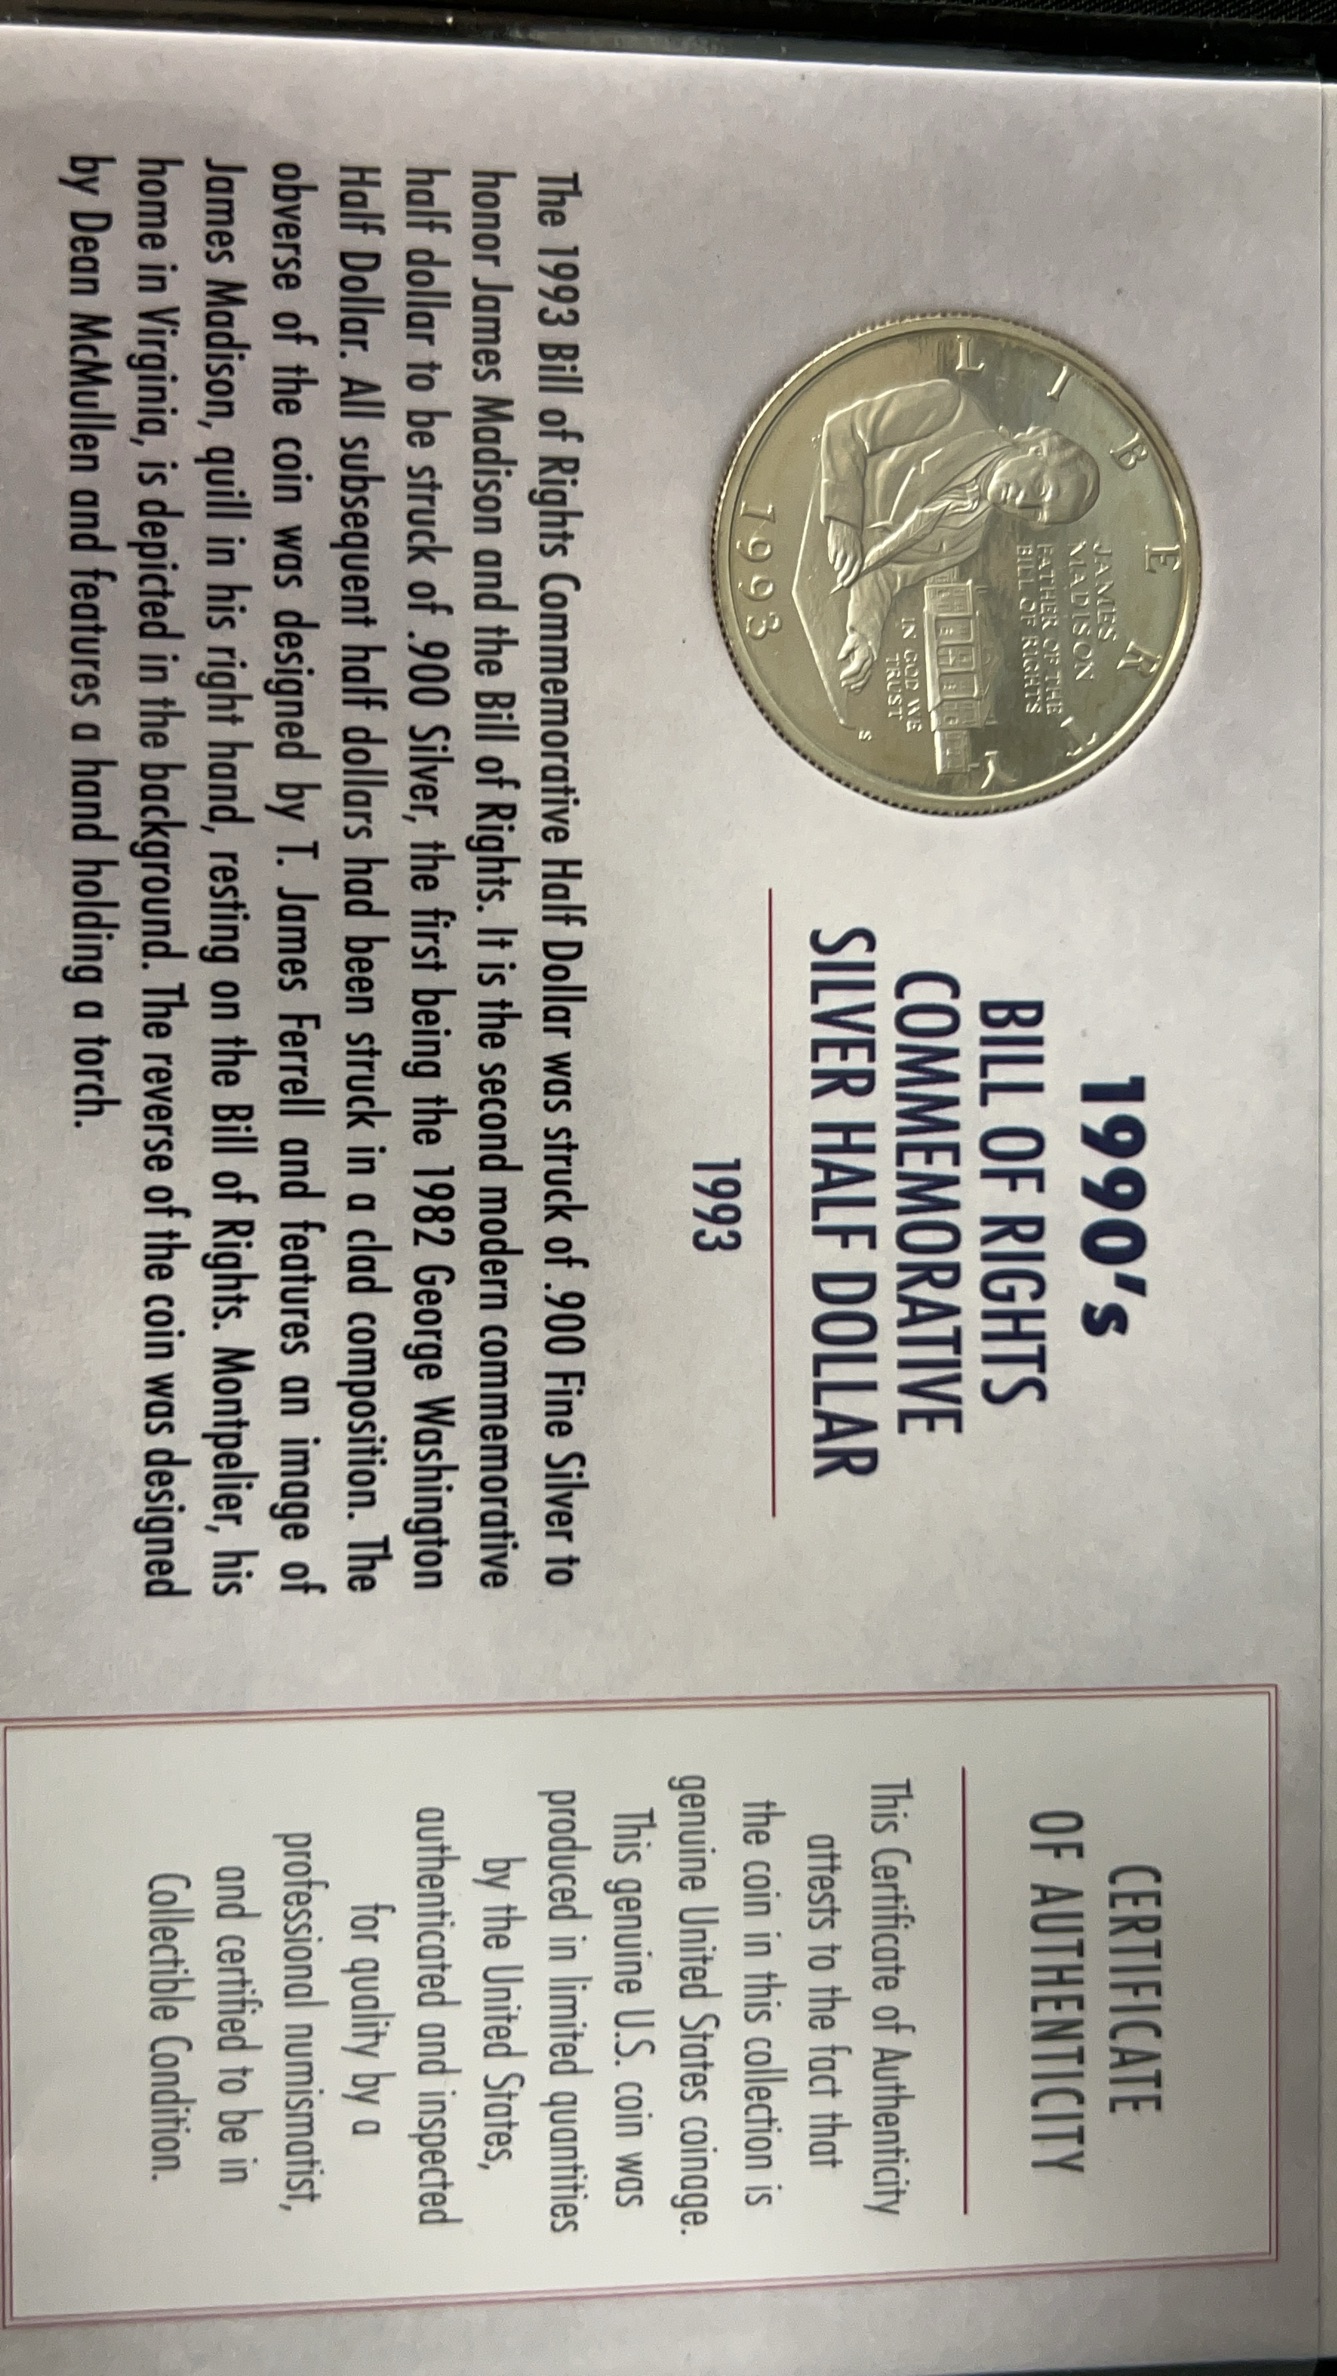 LIBERTY
JAMES
MADISON
FATHER OF THE
BILL OF RIGHTS
IN GOD WE
TRUST
S
1993
1990's
BILL OF RIGHTS
COMMEMORATIVE
SILVER HALF DOLLAR
1993
The 1993 Bill of Rights Commemorative Half Dollar was struck of .900 Fine Silver to
honor James Madison and the Bill of Rights. It is the second modern commemorative
half dollar to be struck of .900 Silver, the first being the 1982 George Washington
Half Dollar. All subsequent half dollars had been struck in a clad composition. The
obverse of the coin was designed by T. James Ferrell and features an image of
James Madison, quill in his right hand, resting on the Bill of Rights. Montpelier, his
home in Virginia, is depicted in the background. The reverse of the coin was designed
by Dean McMullen and features a hand holding a torch.
CERTIFICATE
OF AUTHENTICITY
This Certificate of Authenticity
attests to the fact that
the coin in this collection is
genuine United States coinage.
This genuine U.S. coin was
produced in limited quantities
by the United States,
authenticated and inspected
for quality by a
professional numismatist,
and certified to be in
Collectible Condition.